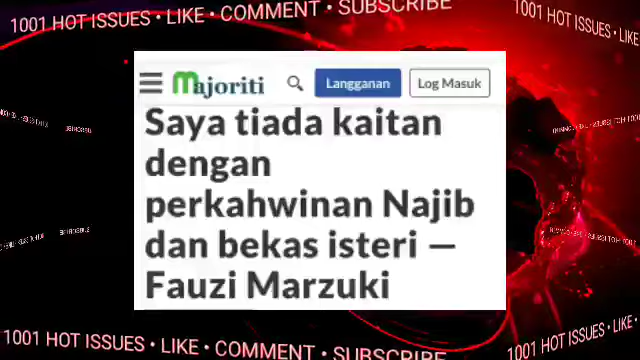 1001 HOT ISSUES • LIKE • COMMENT • SUBSCRIBE
1001 HOT ISSUES • LIKE
Majoriti
Langganan
Log Masuk
Saya tiada kaitan
dengan
perkahwinan Najib
dan bekas isteri —
Fauzi Marzuki
1001 HOT ISSUES • LIKE • COMMENT • SUBSCRIBE
1001 HOT ISSUES • LIKE •